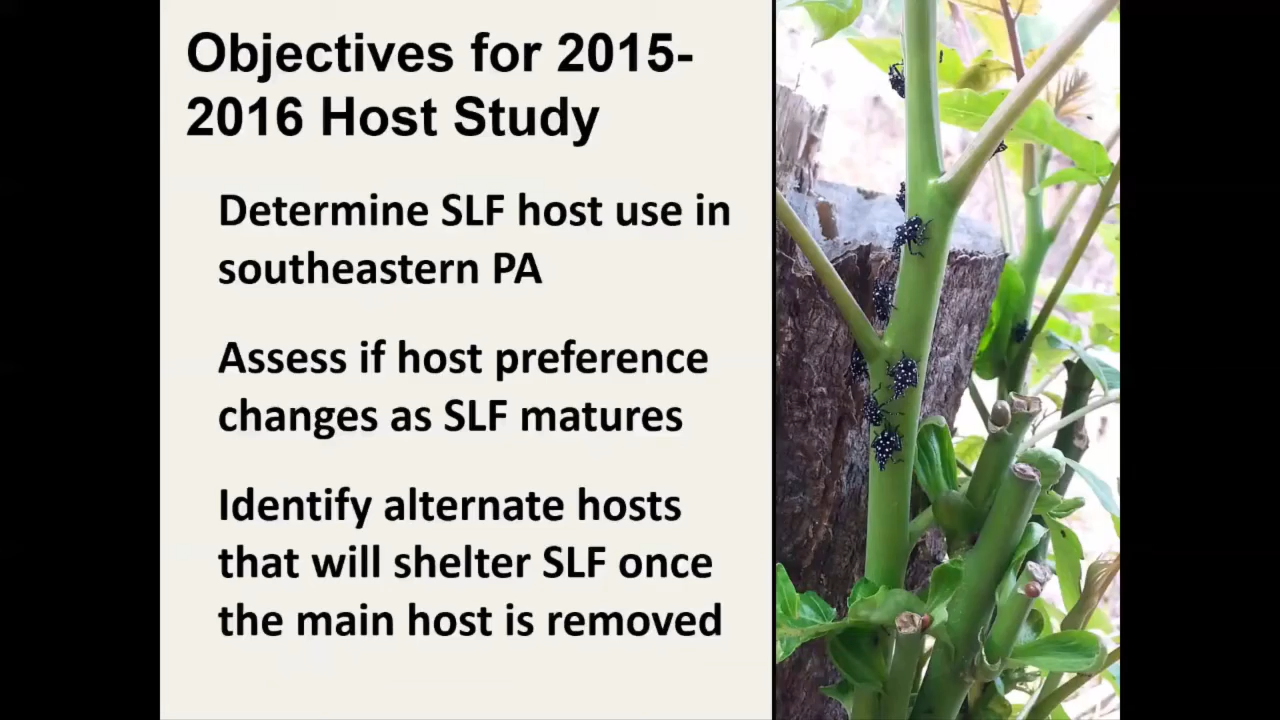 Objectives for 2015-
2016 Host Study
Determine SLF host use in
southeastern PA
Assess if host preference
changes as SLF matures
Identify alternate hosts
that will shelter SLF once
the main host is removed